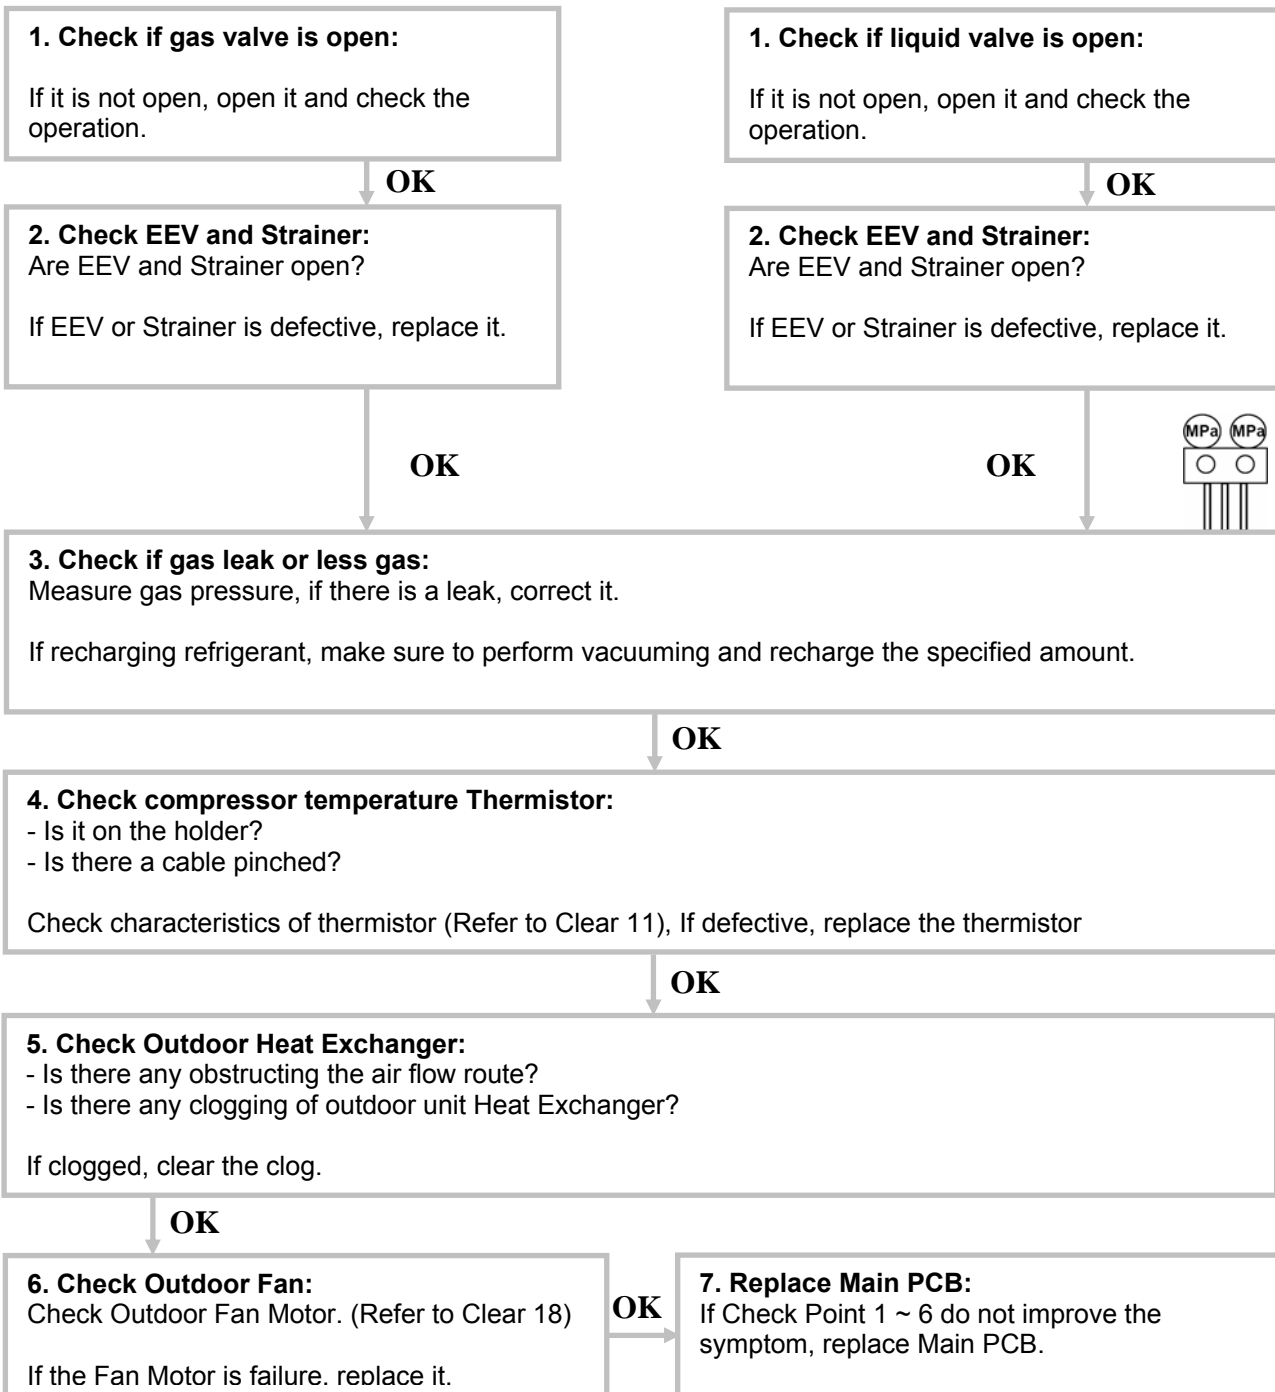 1. Check if gas valve is open:
If it is not open, open it and check the
operation.
OK
1. Check if liquid valve is open:
If it is not open, open it and check the
operation.
OK
2. Check EEV and Strainer:
Are EEV and Strainer open?
If EEV or Strainer is defective, replace it.
OK
2. Check EEV and Strainer:
Are EEV and Strainer open?
If EEV or Strainer is defective, replace it.
OK
MPa MPa
3. Check if gas leak or less gas:
Measure gas pressure, if there is a leak, correct it.
If recharging refrigerant, make sure to perform vacuuming and recharge the specified amount.
OK
4. Check compressor temperature Thermistor:
- Is it on the holder?
- Is there a cable pinched?
Check characteristics of thermistor (Refer to Clear 11), If defective, replace the thermistor
OK
5. Check Outdoor Heat Exchanger:
- Is there any obstructing the air flow route?
- Is there any clogging of outdoor unit Heat Exchanger?
If clogged, clear the clog.
OK
6. Check Outdoor Fan:
Check Outdoor Fan Motor. (Refer to Clear 18)
If the Fan Motor is failure, replace it.
OK
7. Replace Main PCB:
If Check Point 1 ~ 6 do not improve the
symptom, replace Main PCB.